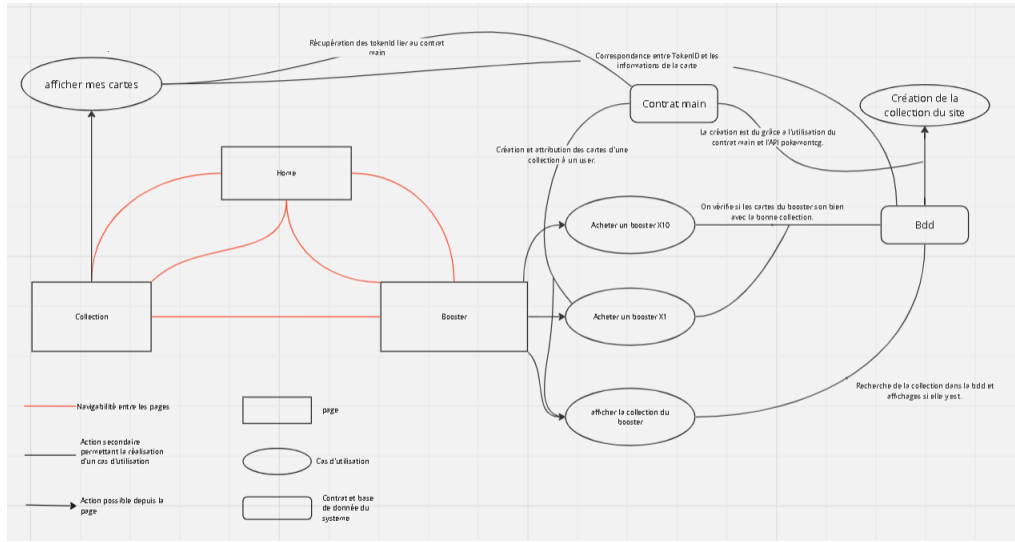 Récupération des tokenId lier au contrat
main.
Correspondance entre TokenID et les
informations de la carte
afficher mes cartes
Contrat main
Création de la
collection du site
La création est du grâce a l'utilisation du
contrat main et l'API pokemontcg.
Création et attribution des cartes d'une
collection à un user.
Home
On vérifie si les cartes du booster son bien
avec la bonne collection.
Acheter un booster X10
Bdd
Collection
Booster
Acheter un booster X1
Recherche de la collection dans la bdd et
affichages si elle y est.
afficher la collection du
booster
Navigabilité entre les pages
page
Action secondaire
permettant la réalisation
d'un cas d'utilisation
Cas d'utilisation
Action possible depuis la
page
Contrat et base
de donnée du
systeme